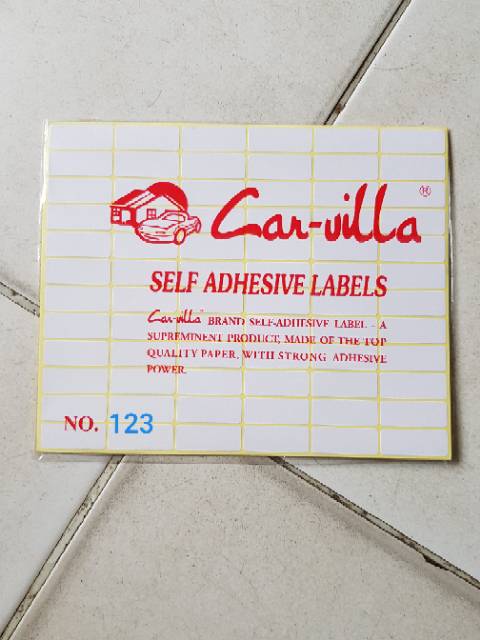 Car-villa ®
SELF ADHESIVE LABELS
Car-villa BRAND SELF-ADHESIVE LABEL - A
SUPREMINENT PRODUCT, MADE OF THE TOP
QUALITY PAPER, WITH STRONG ADHESIVE
POWER.
NO. 123